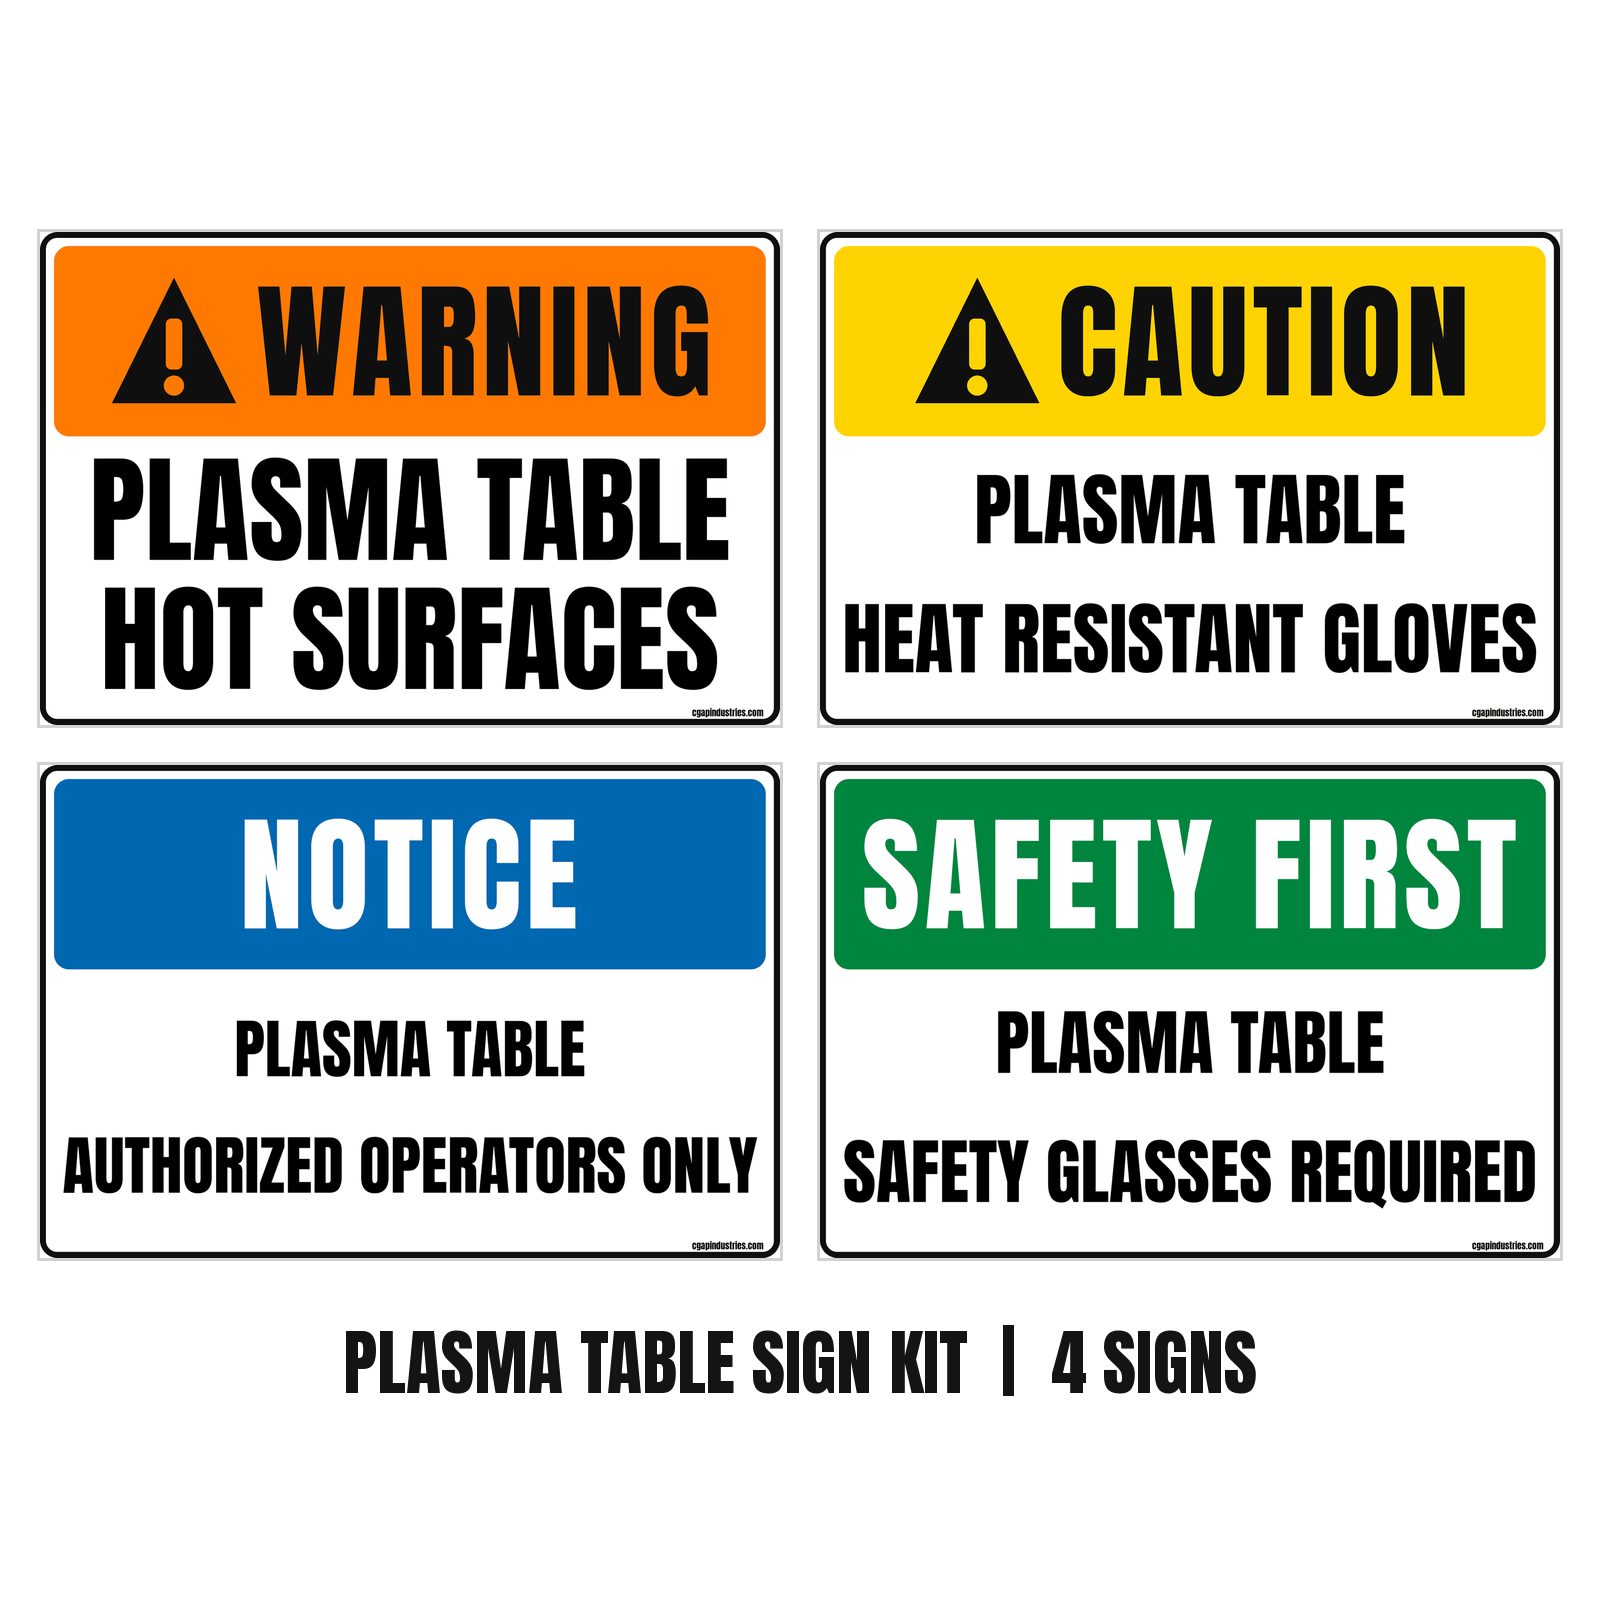 WARNING
PLASMA TABLE
HOT SURFACES
cgapindustries.com
CAUTION
PLASMA TABLE
HEAT RESISTANT GLOVES
cgapindustries.com
NOTICE
PLASMA TABLE
AUTHORIZED OPERATORS ONLY
cgapindustries.com
SAFETY FIRST
PLASMA TABLE
SAFETY GLASSES REQUIRED
cgapindustries.com
PLASMA TABLE SIGN KIT | 4 SIGNS